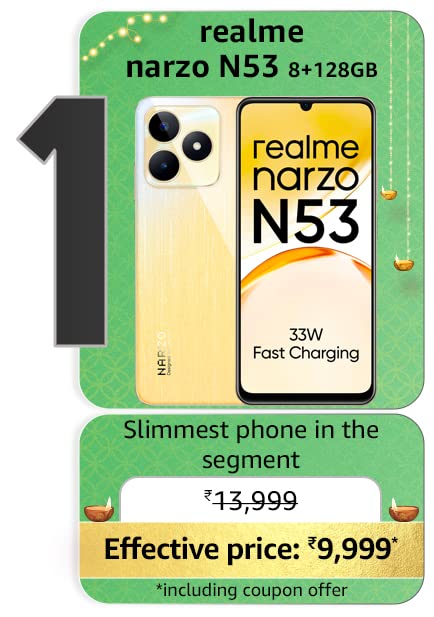 realme
narzo N53 8+128GB
1
realme
narzo
N53
33W
Fast Charging
NARZO
Slimmest phone in the
segment
₹13,999
Effective price: ₹9,999*
*including coupon offer